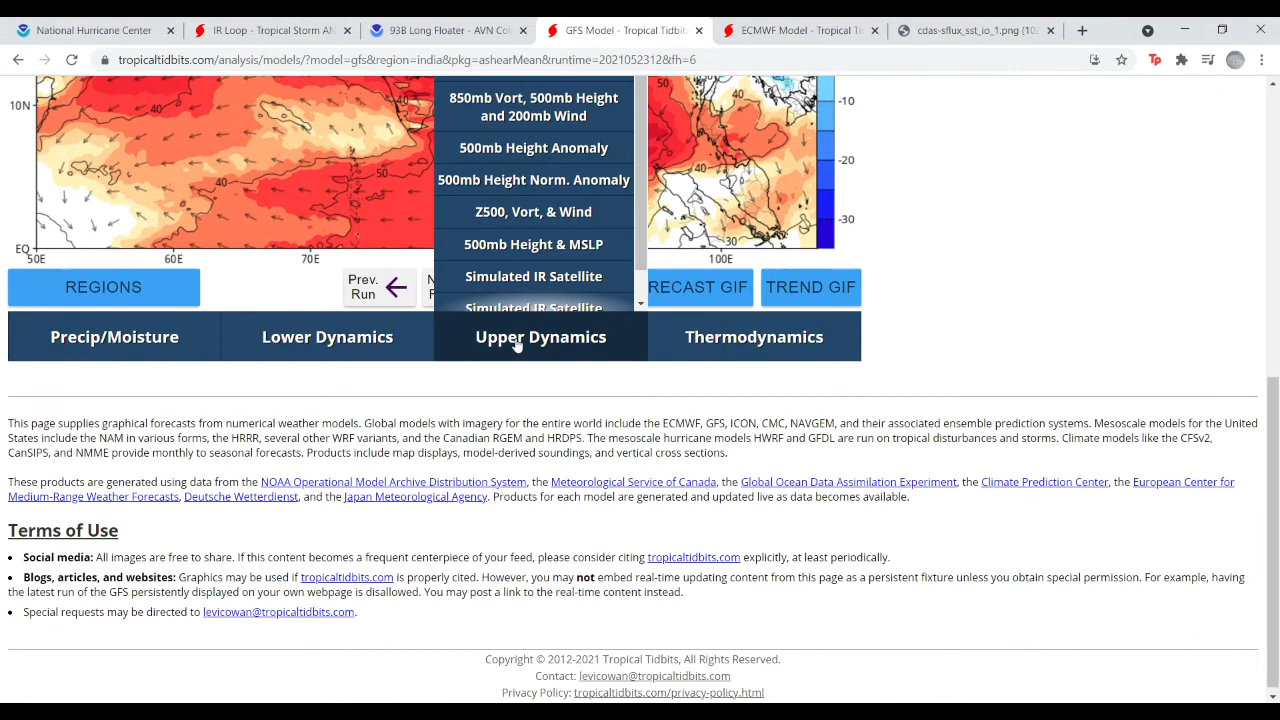 National Hurricane Center
IR Loop - Tropical Storm AN
93B Long Floater - AVN Co
GFS Model - Tropical Tidbit
ECMWF Model - Tropical Ti
cdas-sflux_sst_io_1.png (10
tropicaltidbits.com/analysis/models/?model=gfs&region=india&pkg=ashearMean&runtime=2021052312&fh=6
10N
EQ
50E
60E
70E
100E
40
40
40
50
50
40
40
30
-10
-20
-30
850mb Vort, 500mb Height
and 200mb Wind
500mb Height Anomaly
500mb Height Norm. Anomaly
Z500, Vort, & Wind
500mb Height & MSLP
Simulated IR Satellite
Simulated IR Satellite
REGIONS
Prev.
Run
RECAST GIF
TREND GIF
Precip/Moisture
Lower Dynamics
Upper Dynamics
Thermodynamics
This page supplies graphical forecasts from numerical weather models. Global models with imagery for the entire world include the ECMWF, GFS, ICON, CMC, NAVGEM, and their associated ensemble prediction systems. Mesoscale models for the United
States include the NAM in various forms, the HRRR, several other WRF variants, and the Canadian RGEM and HRDPS. The mesoscale hurricane models HWRF and GFDL are run on tropical disturbances and storms. Climate models like the CFSv2,
CanSIPS, and NMME provide monthly to seasonal forecasts. Products include map displays, model-derived soundings, and vertical cross sections.
These products are generated using data from the NOAA Operational Model Archive Distribution System, the Meteorological Service of Canada, the Global Ocean Data Assimilation Experiment, the Climate Prediction Center, the European Center for
Medium-Range Weather Forecasts, Deutsche Wetterdienst, and the Japan Meteorological Agency. Products for each model are generated and updated live as data becomes available.
Terms of Use
• Social media: All images are free to share. If this content becomes a frequent centerpiece of your feed, please consider citing tropicaltidbits.com explicitly, at least periodically.
• Blogs, articles, and websites: Graphics may be used if tropicaltidbits.com is properly cited. However, you may not embed real-time updating content from this page as a persistent fixture unless you obtain special permission. For example, having
the latest run of the GFS persistently displayed on your own webpage is disallowed. You may post a link to the real-time content instead.
• Special requests may be directed to levicowan@tropicaltidbits.com.
Copyright © 2012-2021 Tropical Tidbits, All Rights Reserved.
Contact: levicowan@tropicaltidbits.com
Privacy Policy: tropicaltidbits.com/privacy-policy.html